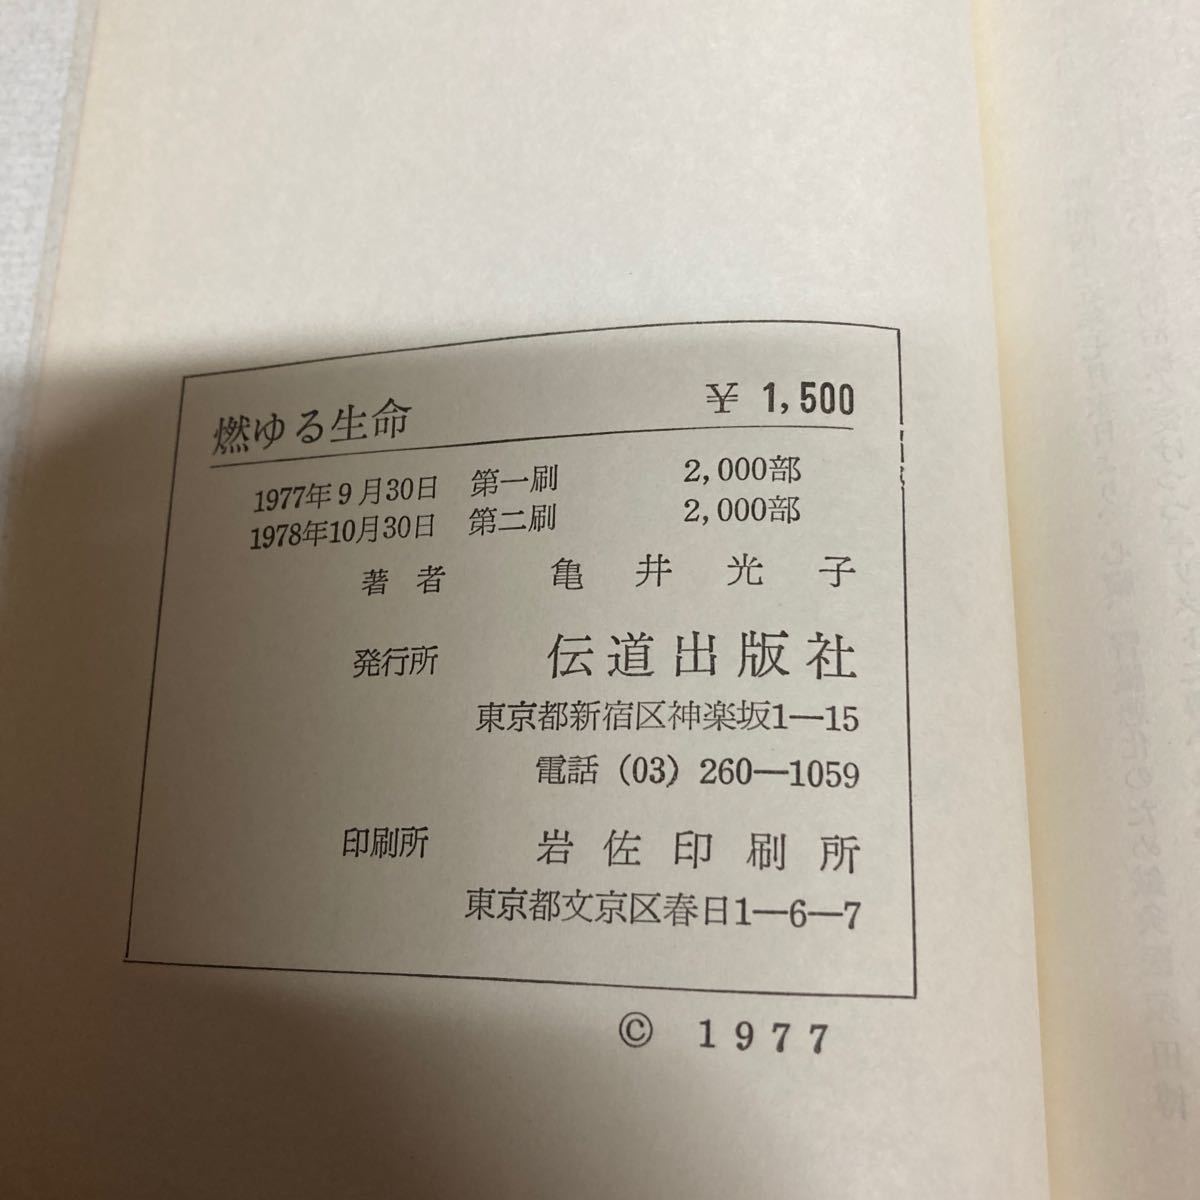 燃ゆる生命 ¥ 1,500
1977年9月30日 第一刷 2,000部
1978年10月30日 第二刷 2,000部
著者 亀井光子
発行所 伝道出版社
東京都新宿区神楽坂1―15
電話 (03) 260―1059
印刷所 岩佐印刷所
東京都文京区春日1―6―7
© 1977